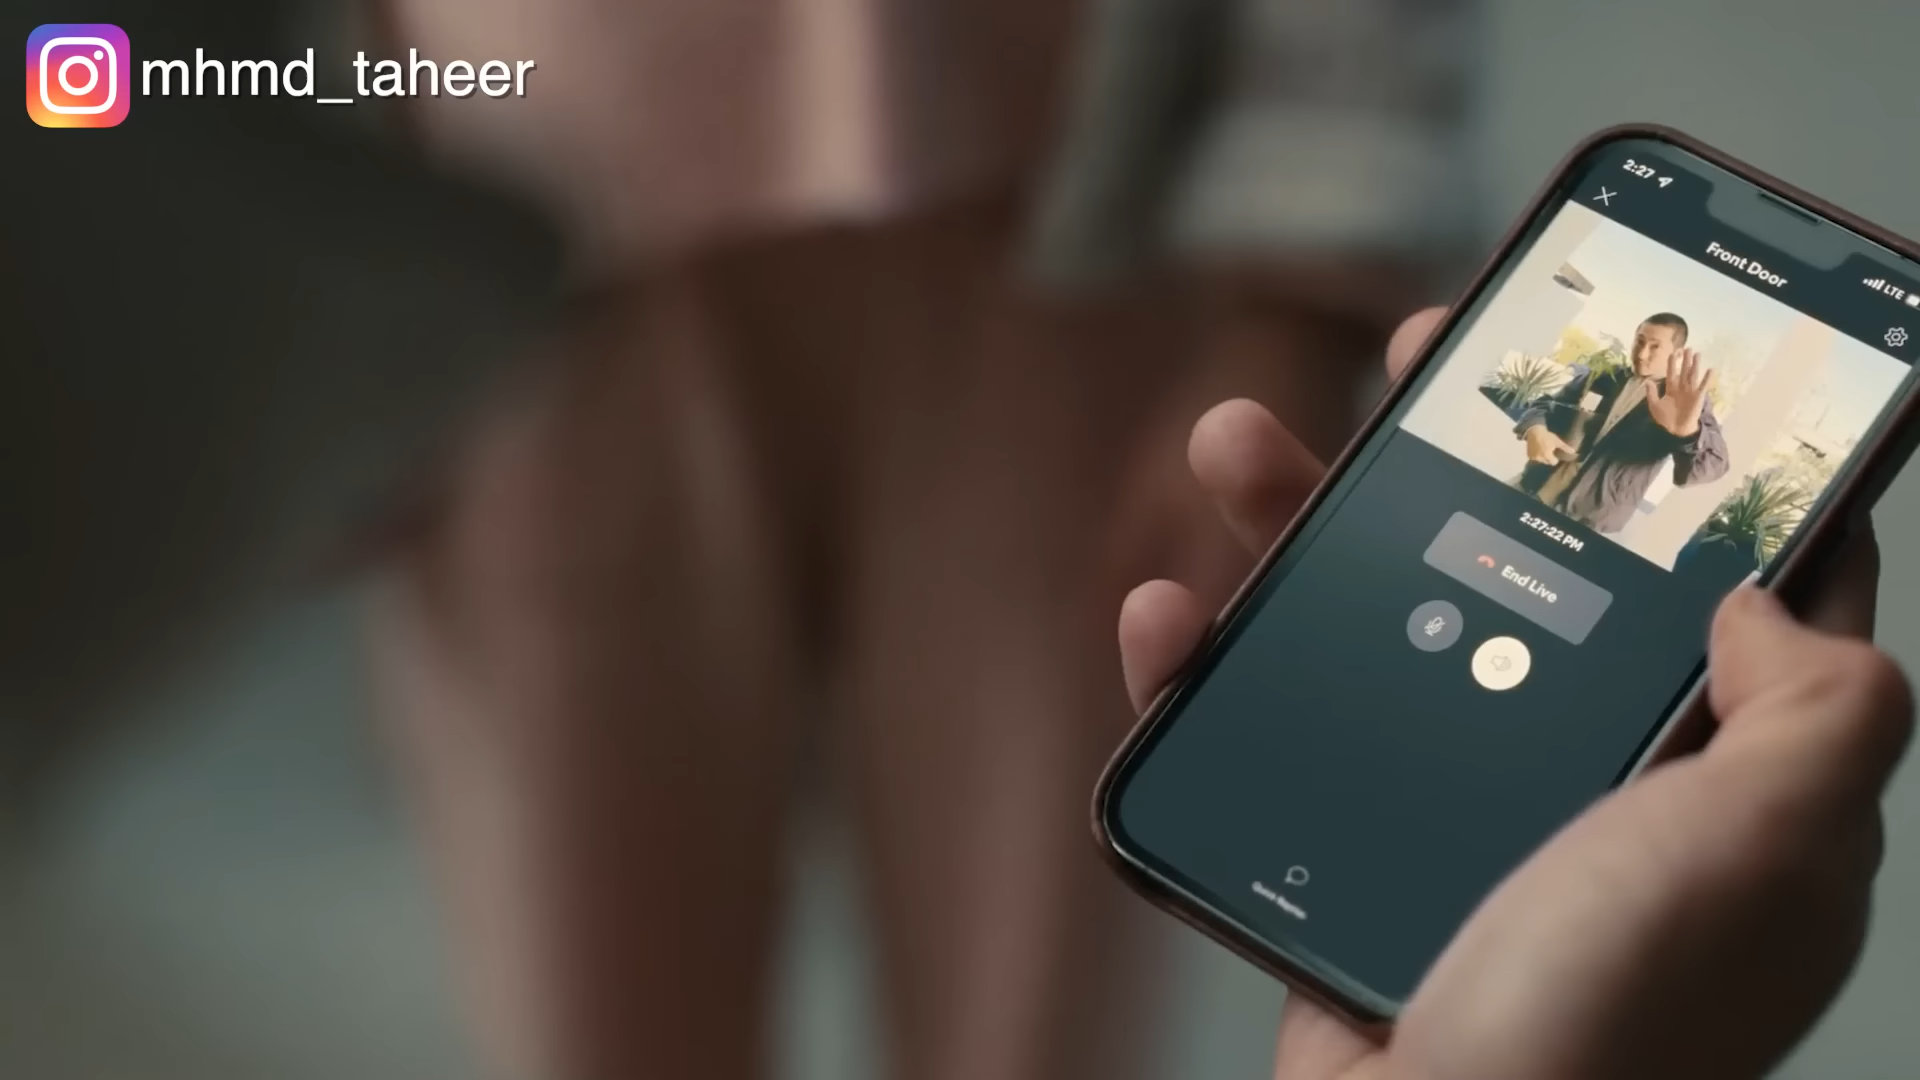 mhmd_taheer
2:27
LTE
Front Door
2:27:22 PM
End Live